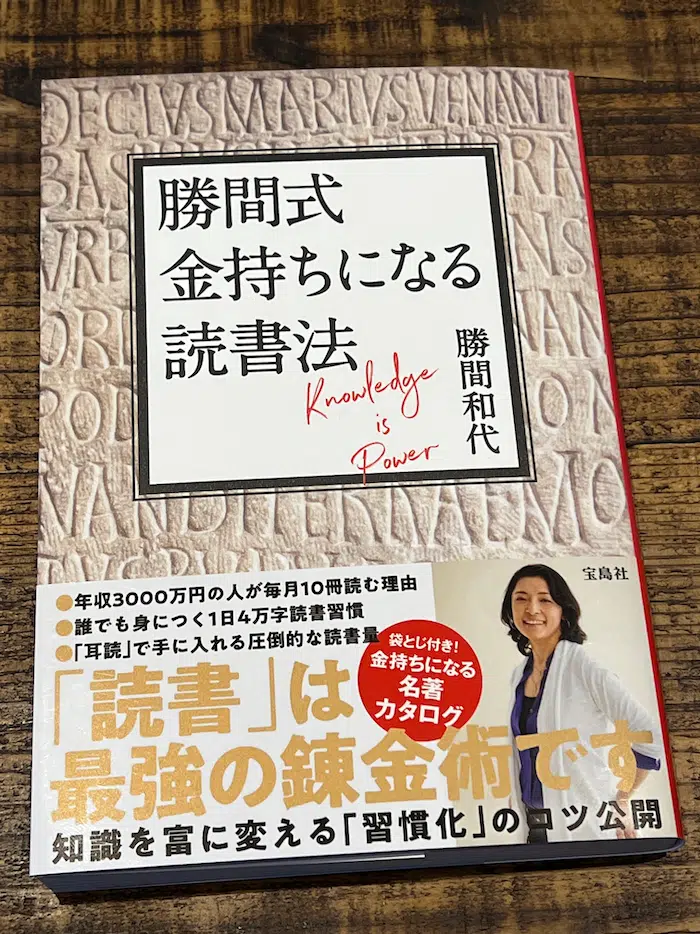 DECIVSMARIVSVENANT
勝間式
金持ちになる
読書法
勝間和代
Knowledge
is
Power
宝島社
●年収3000万円の人が毎月10冊読む理由
●誰でも身につく1日4万字読書習慣
●「耳読」で手に入れる圧倒的な読書量
袋とじ付き!
金持ちになる
名著
カタログ
「読書」は
最強の錬金術です
知識を富に変える「習慣化」のコツ公開